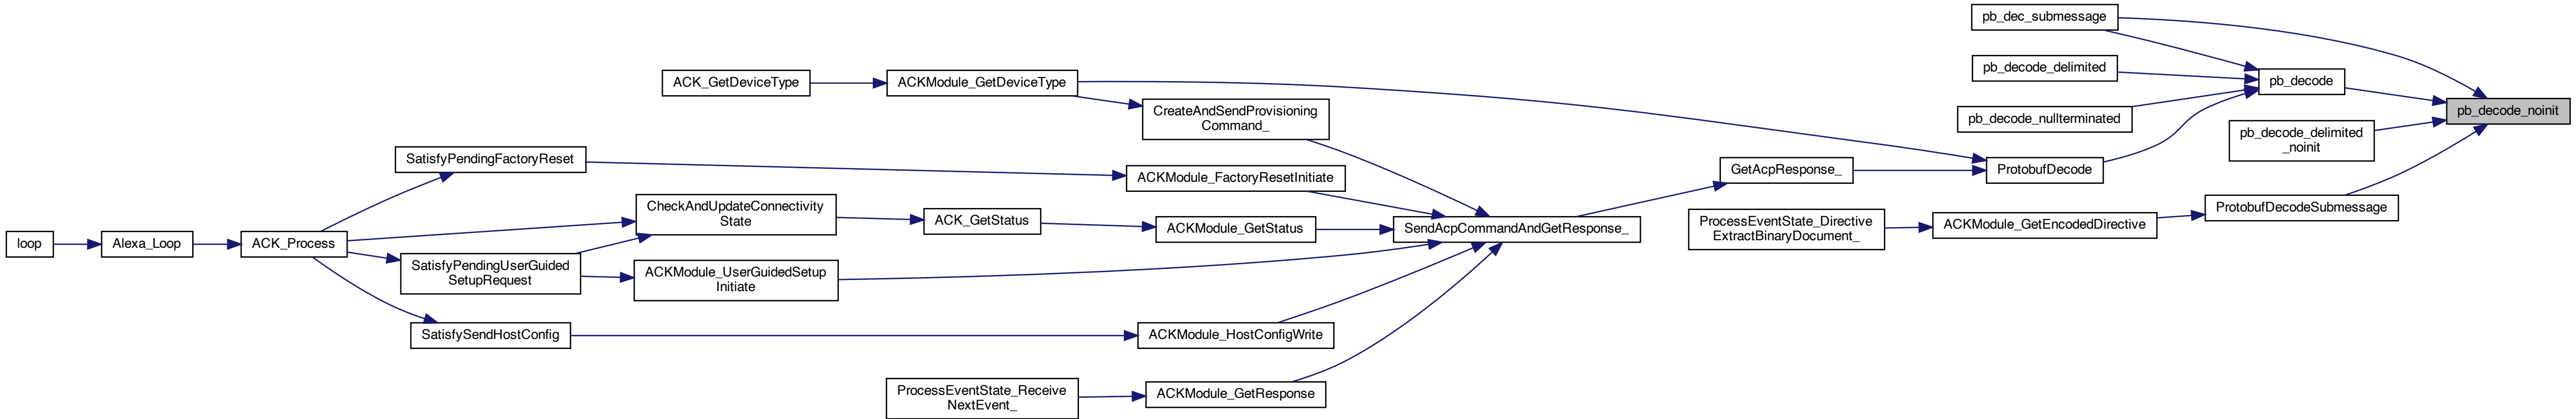 pb_dec_submessage
pb_decode_delimited
pb_decode
pb_decode_noinit
pb_decode_nullterminated
pb_decode_delimited
_noinit
ACK_GetDeviceType
ACKModule_GetDeviceType
CreateAndSendProvisioning
Command_
SatisfyPendingFactoryReset
ACKModule_FactoryResetInitiate
GetAcpResponse_
ProtobufDecode
CheckAndUpdateConnectivity
State
ACK_GetStatus
ACKModule_GetStatus
SendAcpCommandAndGetResponse_
ProcessEventState_Directive
ExtractBinaryDocument_
ACKModule_GetEncodedDirective
ProtobufDecodeSubmessage
loop
Alexa_Loop
ACK_Process
SatisfyPendingUserGuided
SetupRequest
ACKModule_UserGuidedSetup
Initiate
SatisfySendHostConfig
ACKModule_HostConfigWrite
ProcessEventState_Receive
NextEvent_
ACKModule_GetResponse